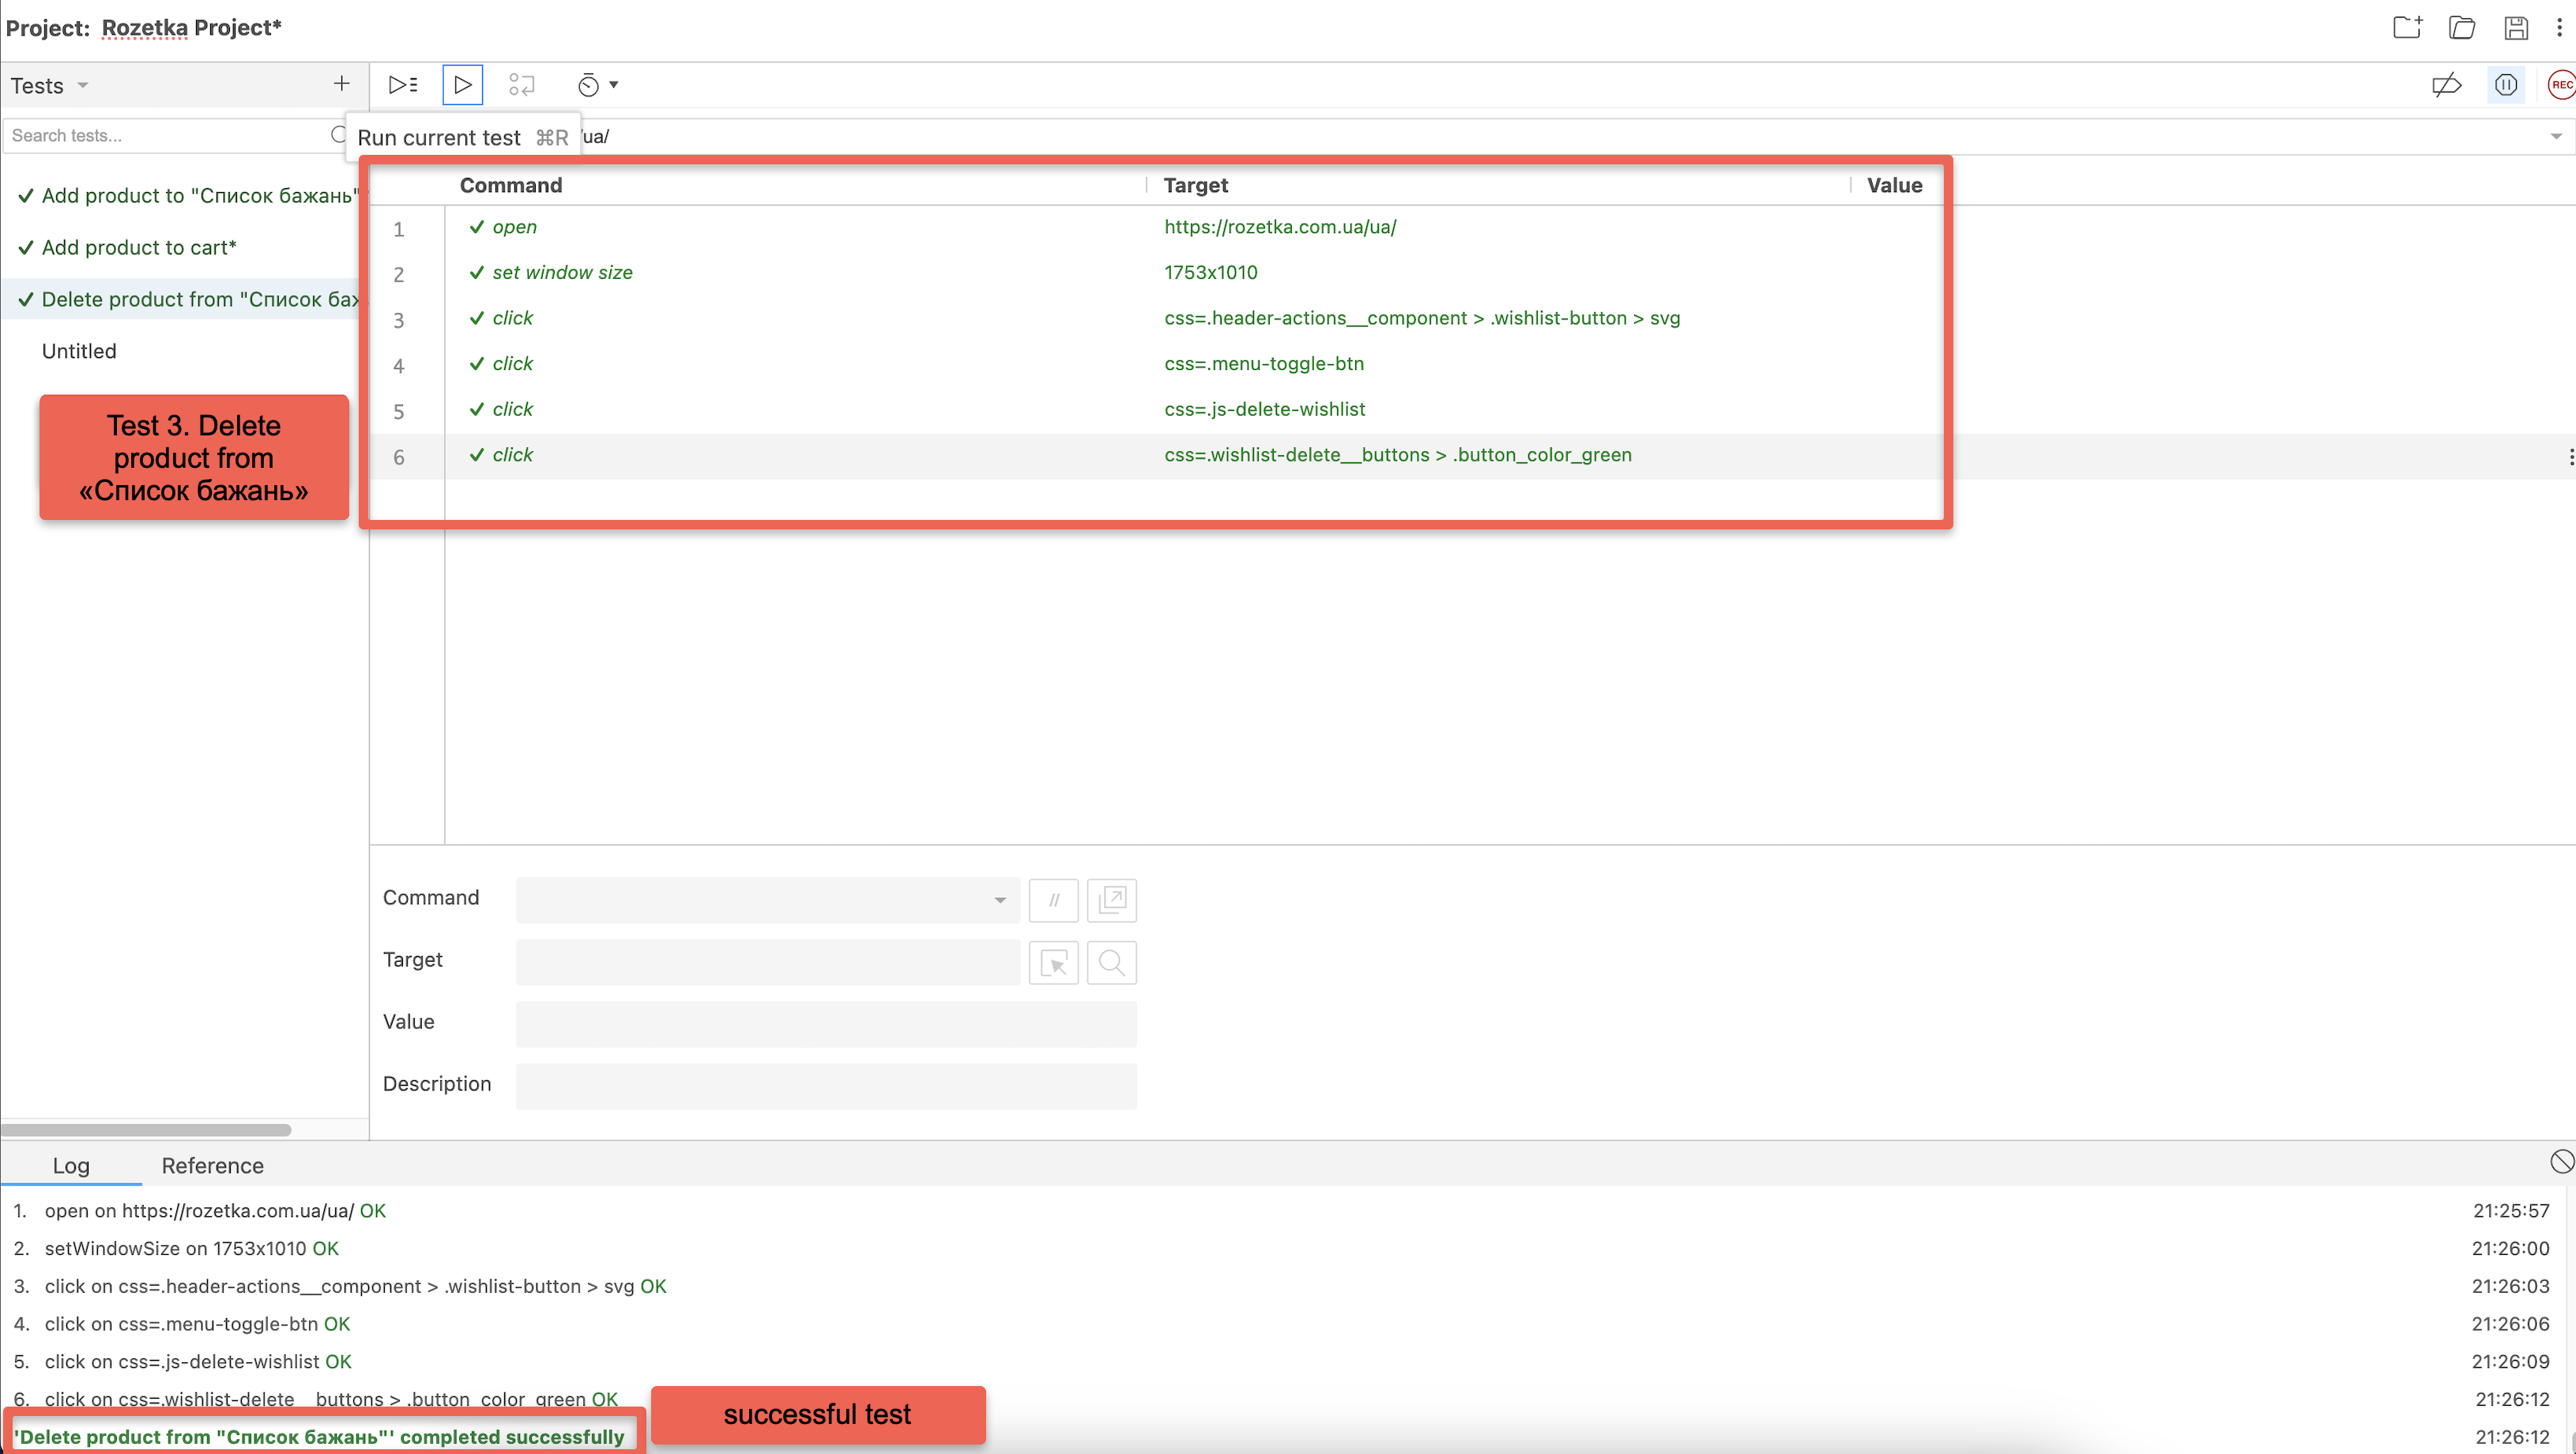 Project: Rozetka Project*
Tests
Search tests...
Run current test ⌘R
ua/
REC
Add product to "Список бажань"
Add product to cart*
Delete product from "Список баж
Untitled
Test 3. Delete
product from
«Список бажань»
Command Target Value
1 open https://rozetka.com.ua/ua/
2 set window size 1753x1010
3 click css=.header-actions__component > .wishlist-button > svg
4 click css=.menu-toggle-btn
5 click css=.js-delete-wishlist
6 click css=.wishlist-delete__buttons > .button_color_green
Command //
Target
Value
Description
Log Reference
1. open on https://rozetka.com.ua/ua/ OK 21:25:57
2. setWindowSize on 1753x1010 OK 21:26:00
3. click on css=.header-actions__component > .wishlist-button > svg OK 21:26:03
4. click on css=.menu-toggle-btn OK 21:26:06
5. click on css=.js-delete-wishlist OK 21:26:09
6. click on css=.wishlist-delete__buttons > .button_color_green OK 21:26:12
successful test
'Delete product from "Список бажань"' completed successfully 21:26:12